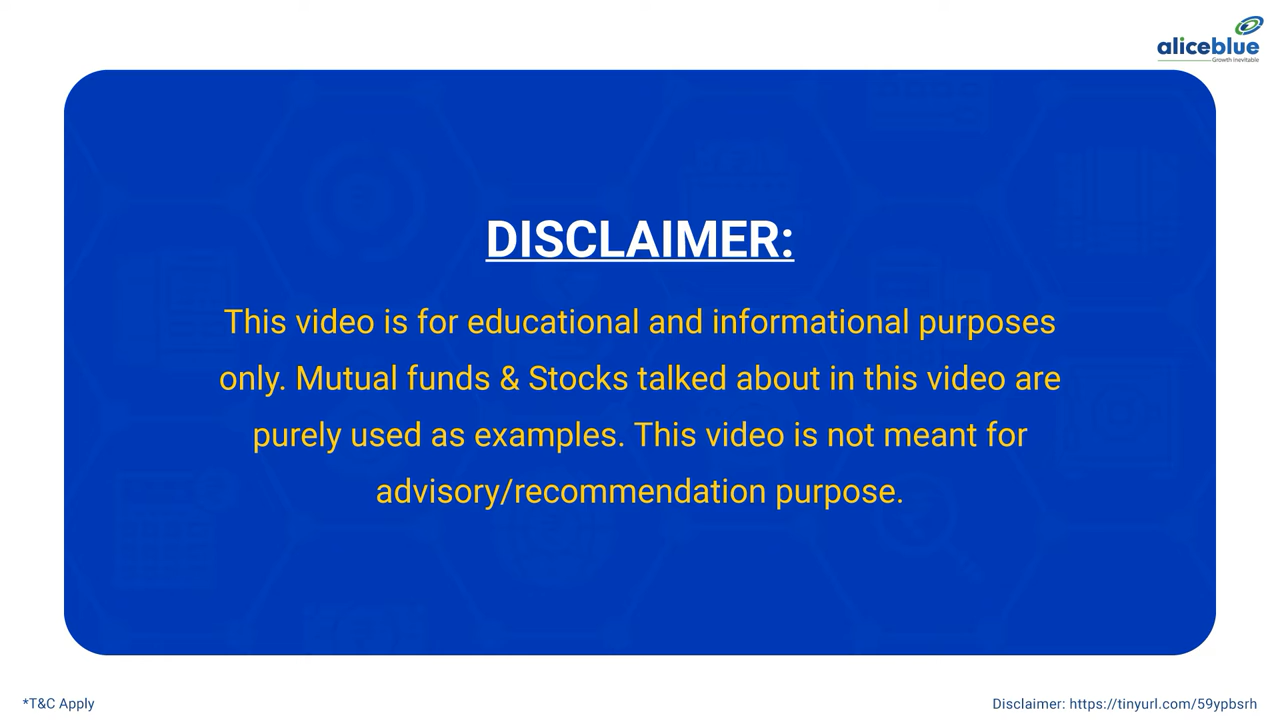 aliceblue
Growth Inevitable
DISCLAIMER:
This video is for educational and informational purposes
only. Mutual funds & Stocks talked about in this video are
purely used as examples. This video is not meant for
advisory/recommendation purpose.
*T&C Apply
Disclaimer: https://tinyurl.com/59ypbsrh